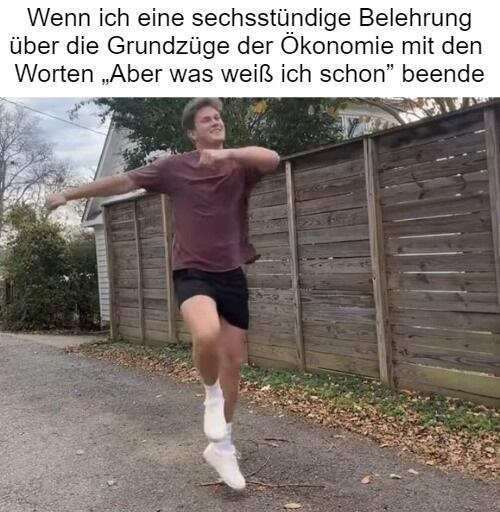 Wenn ich eine sechsstündige Belehrung
über die Grundzüge der Ökonomie mit den
Worten „Aber was weiß ich schon” beende